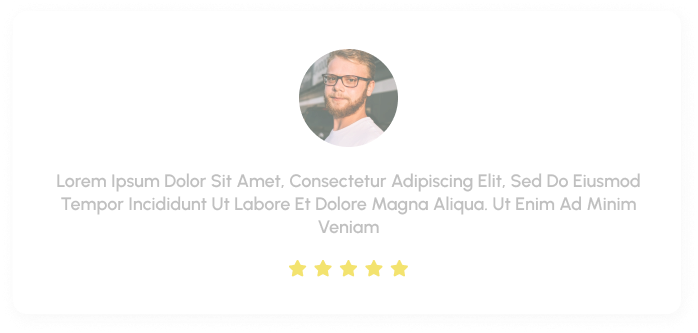 Lorem Ipsum Dolor Sit Amet, Consectetur Adipiscing Elit, Sed Do Eiusmod
Tempor Incididunt Ut Labore Et Dolore Magna Aliqua. Ut Enim Ad Minim
Veniam